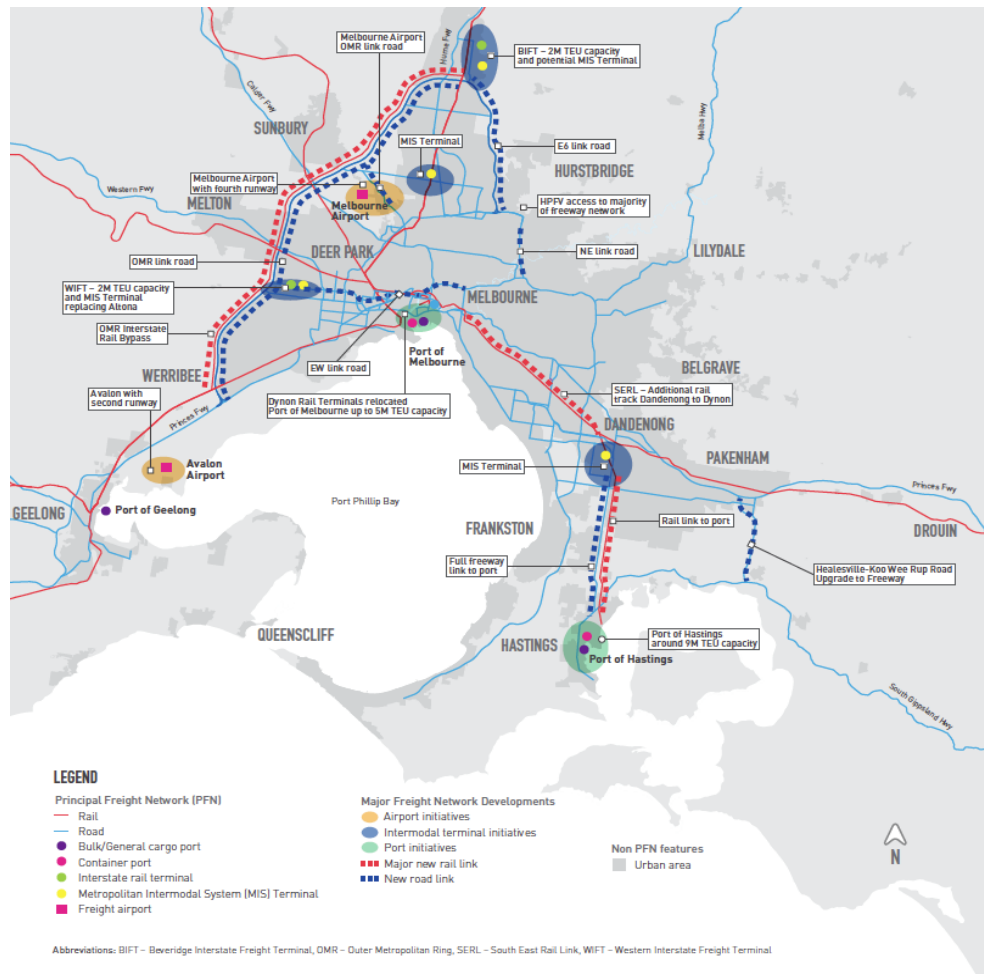 Melbourne Airport
OMR link road
Hume Fwy
BIFT – 2M TEU capacity
and potential MIS Terminal
Calder Fwy
Melba Hwy
SUNBURY
MIS Terminal
E6 link road
HURSTBRIDGE
Melbourne Airport
with fourth runway
Western Fwy
MELTON
Melbourne
Airport
HPFV access to majority
of freeway network
DEER PARK
NE link road
LILYDALE
OMR link road
WIFT – 2M TEU capacity
and MIS Terminal
replacing Altona
MELBOURNE
OMR Interstate
Rail Bypass
Port of
Melbourne
WERRIBEE
EW link road
BELGRAVE
Avalon with
second runway
Princes Fwy
Dynon Rail Terminals relocated
Port of Melbourne up to 5M TEU capacity
SERL – Additional rail
track Dandenong to Dynon
DANDENONG
MIS Terminal
PAKENHAM
Avalon
Airport
Princes Fwy
Port Phillip Bay
GEELONG
Port of Geelong
FRANKSTON
Rail link to port
DROUIN
Full freeway
link to port
Healesville-Koo Wee Rup Road
Upgrade to Freeway
QUEENSCLIFF
HASTINGS
Port of Hastings
around 9M TEU capacity
Port of Hastings
South Gippsland Hwy
LEGEND
Principal Freight Network (PFN)
Rail
Road
Bulk/General cargo port
Container port
Interstate rail terminal
Metropolitan Intermodal System (MIS) Terminal
Freight airport
Major Freight Network Developments
Airport initiatives
Intermodal terminal initiatives
Port initiatives
Major new rail link
New road link
Non PFN features
Urban area
N
Abbreviations: BIFT – Beveridge Interstate Freight Terminal, OMR – Outer Metropolitan Ring, SERL – South East Rail Link, WIFT – Western Interstate Freight Terminal